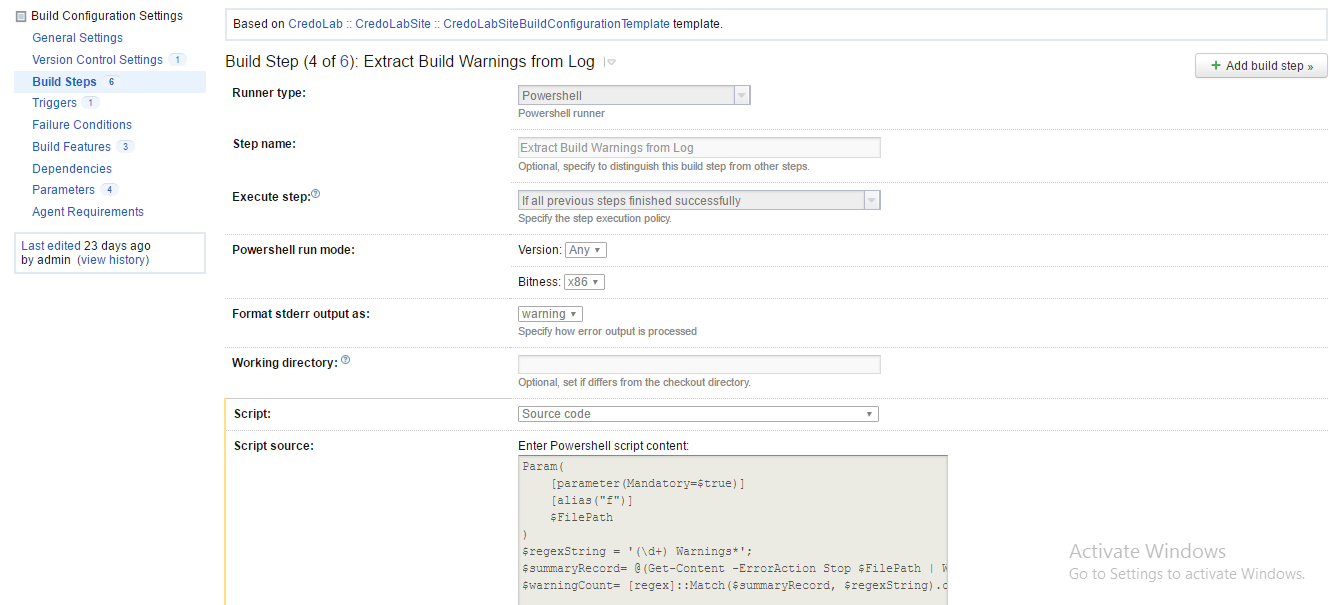 Build Configuration Settings
General Settings
Version Control Settings 1
Build Steps 6
Triggers 1
Failure Conditions
Build Features 3
Dependencies
Parameters 4
Agent Requirements
Last edited 23 days ago
by admin (view history)
Based on CredoLab :: CredoLabSite :: CredoLabSiteBuildConfigurationTemplate template.
Build Step (4 of 6): Extract Build Warnings from Log
+ Add build step »
Runner type:
Powershell
Powershell runner
Step name:
Extract Build Warnings from Log
Optional, specify to distinguish this build step from other steps.
Execute step:?
If all previous steps finished successfully
Specify the step execution policy.
Powershell run mode:
Version: Any
Bitness: x86
Format stderr output as:
warning
Specify how error output is processed
Working directory: ?
Optional, set if differs from the checkout directory.
Script:
Source code
Script source:
Enter Powershell script content:
Param(
    [parameter(Mandatory=$true)]
    [alias("f")]
    $FilePath
)
$regexString = '(\d+) Warnings*';
$summaryRecord= @(Get-Content -ErrorAction Stop $FilePath |
$warningCount= [regex]::Match($summaryRecord, $regexString).
Activate Windows
Go to Settings to activate Windows.